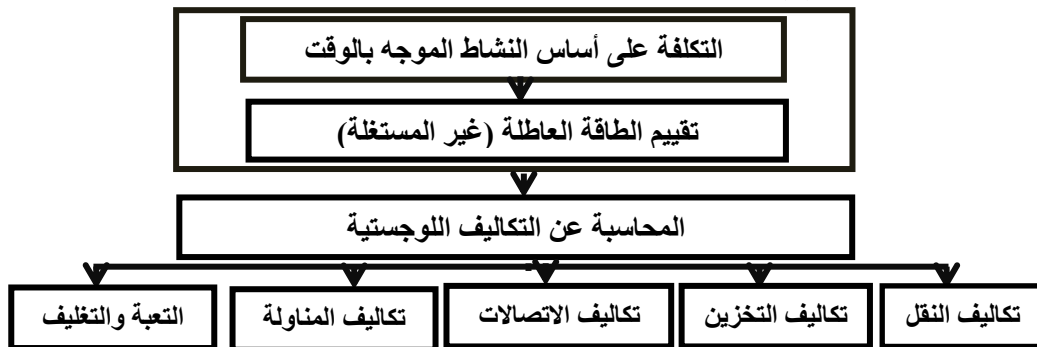 التكلفة على أساس النشاط الموجه بالوقت
تقييم الطاقة العاطلة (غير المستغلة)
المحاسبة عن التكاليف اللوجستية
تكاليف النقل
تكاليف التخزين
تكاليف الاتصالات
تكاليف المناولة
التعبة والتغليف